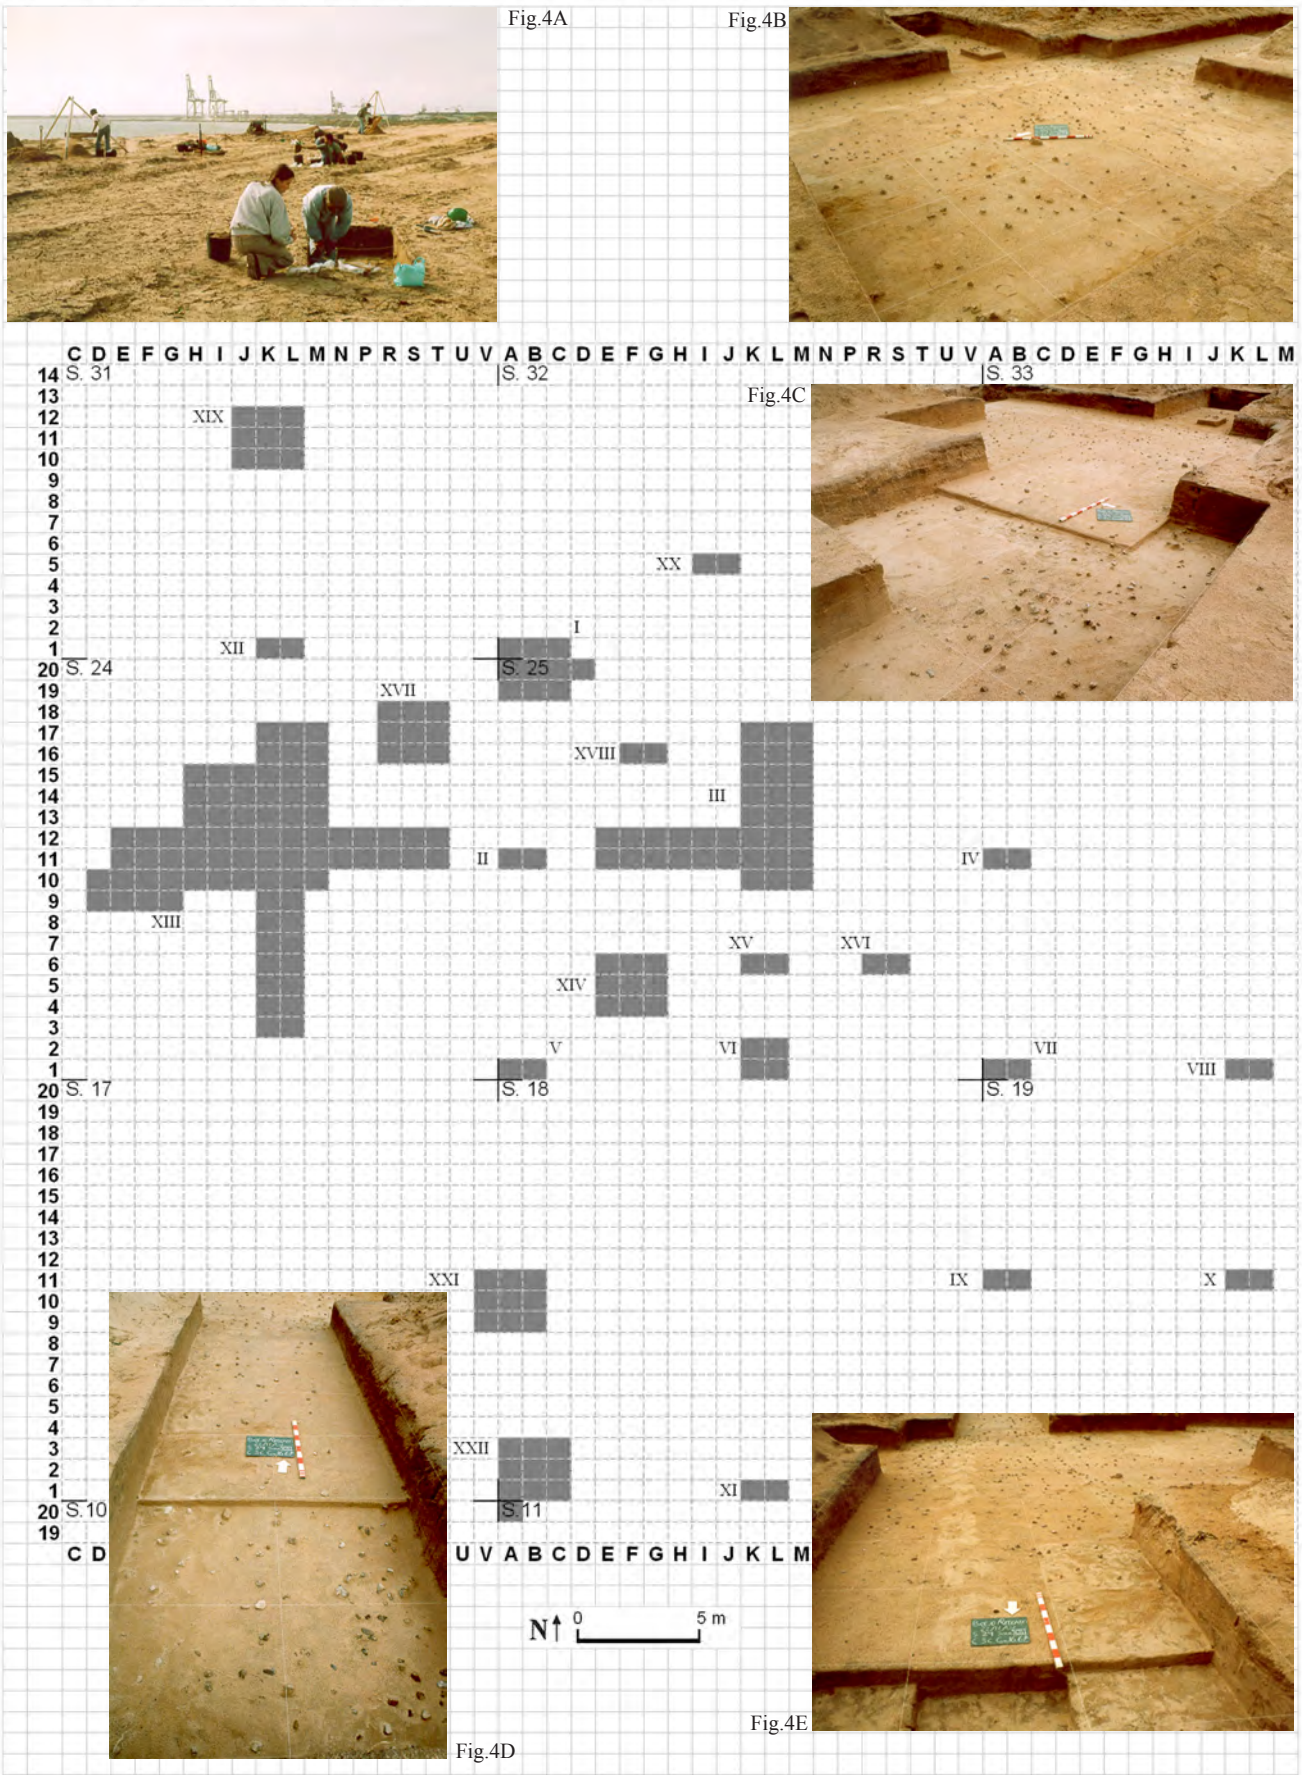 Fig.4A
Fig.4B
C D E F G H I J K L M N P R S T U V A B C D E F G H I J K L M N P R S T U V A B C D E F G H I J K L M
14 S. 31 S. 32 S. 33
13
Fig.4C
12 XIX
11
10
9
8
7
6
5 XX
4
3
2 I
1 XII
20 S. 24 S. 25
19 XVII
18
17
16 XVIII
15
14 III
13
12
11 II IV
10
9
8 XIII
7 XV XVI
6
5 XIV
4
3
2 V VI VII
1 VIII
20 S. 17 S. 18 S. 19
19
18
17
16
15
14
13
12
11 XXI IX X
10
9
8
7
6
5
4
3 XXII
2
1 XI
20 S.10 S.11
19
C D U V A B C D E F G H I J K L M
N 0 5 m
Fig.4D
Fig.4E